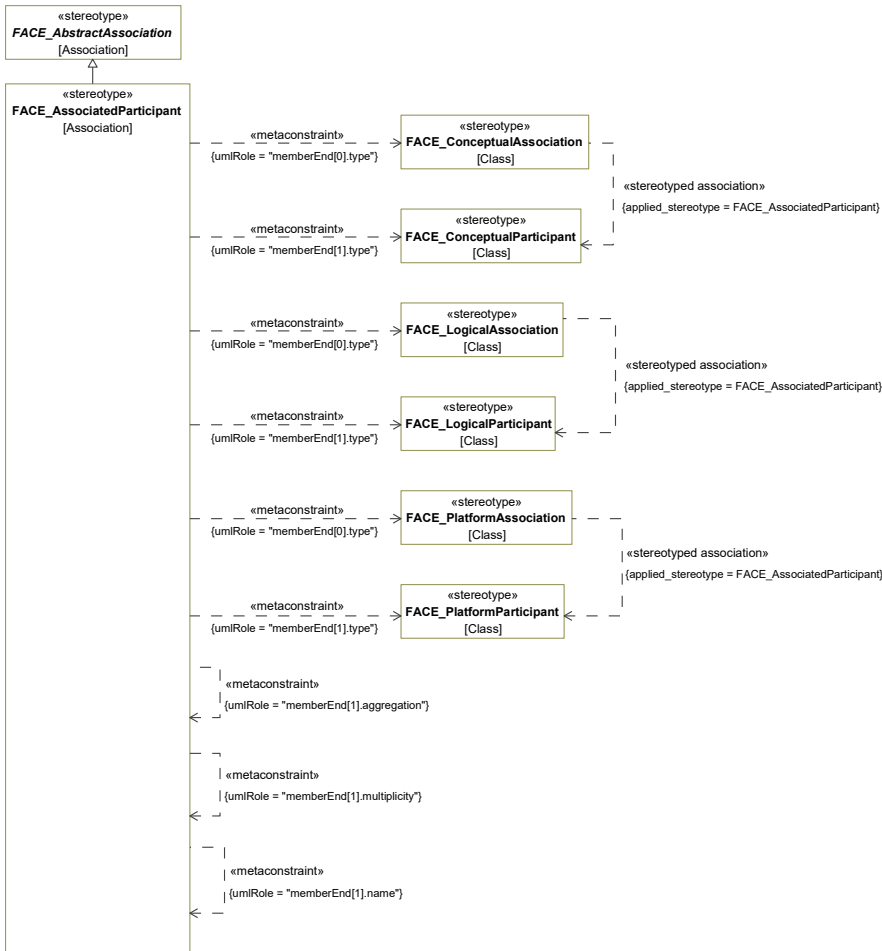 «stereotype»
FACE_AbstractAssociation
[Association]
«stereotype»
FACE_AssociatedParticipant
[Association]
«metaconstraint»
{umlRole = "memberEnd[0].type"}
«stereotype»
FACE_ConceptualAssociation
[Class]
«stereotyped association»
{applied_stereotype = FACE_AssociatedParticipant}
«metaconstraint»
{umlRole = "memberEnd[1].type"}
«stereotype»
FACE_ConceptualParticipant
[Class]
«metaconstraint»
{umlRole = "memberEnd[0].type"}
«stereotype»
FACE_LogicalAssociation
[Class]
«stereotyped association»
{applied_stereotype = FACE_AssociatedParticipant}
«metaconstraint»
{umlRole = "memberEnd[1].type"}
«stereotype»
FACE_LogicalParticipant
[Class]
«metaconstraint»
{umlRole = "memberEnd[0].type"}
«stereotype»
FACE_PlatformAssociation
[Class]
«stereotyped association»
{applied_stereotype = FACE_AssociatedParticipant}
«metaconstraint»
{umlRole = "memberEnd[1].type"}
«stereotype»
FACE_PlatformParticipant
[Class]
«metaconstraint»
{umlRole = "memberEnd[1].aggregation"}
«metaconstraint»
{umlRole = "memberEnd[1].multiplicity"}
«metaconstraint»
{umlRole = "memberEnd[1].name"}